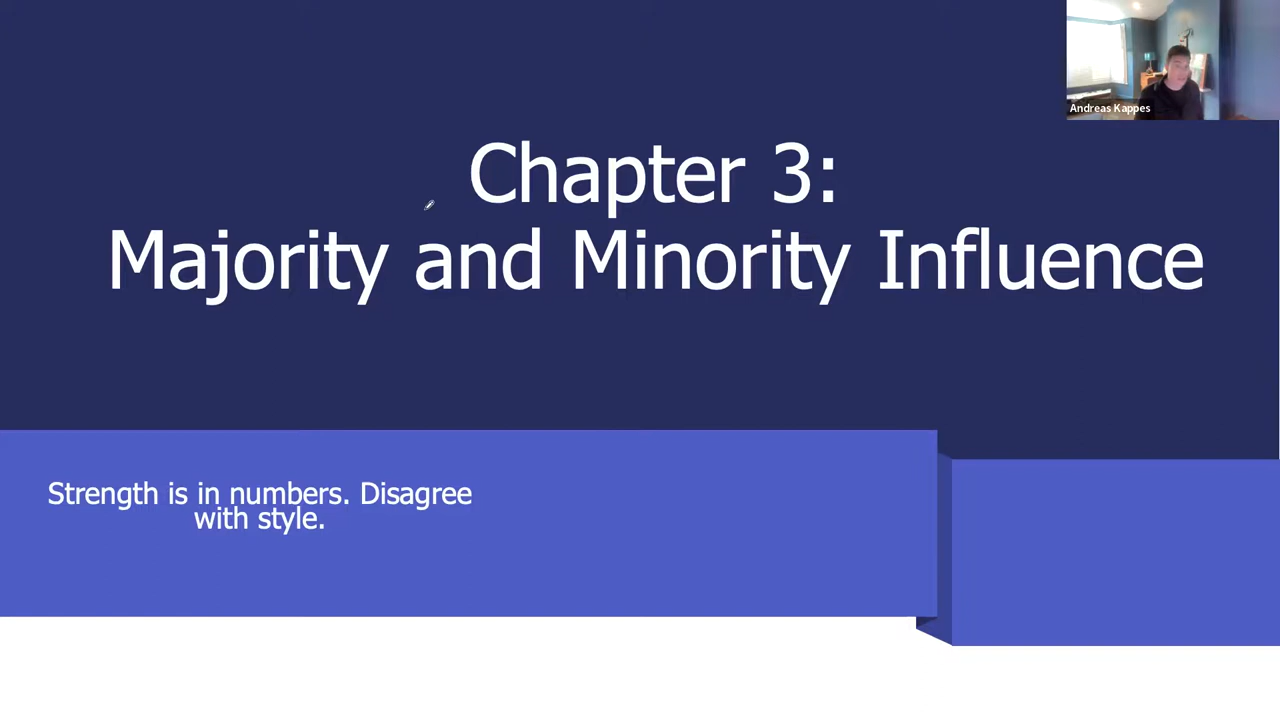 Andreas Kappes
Chapter 3:
Majority and Minority Influence
Strength is in numbers. Disagree
with style.